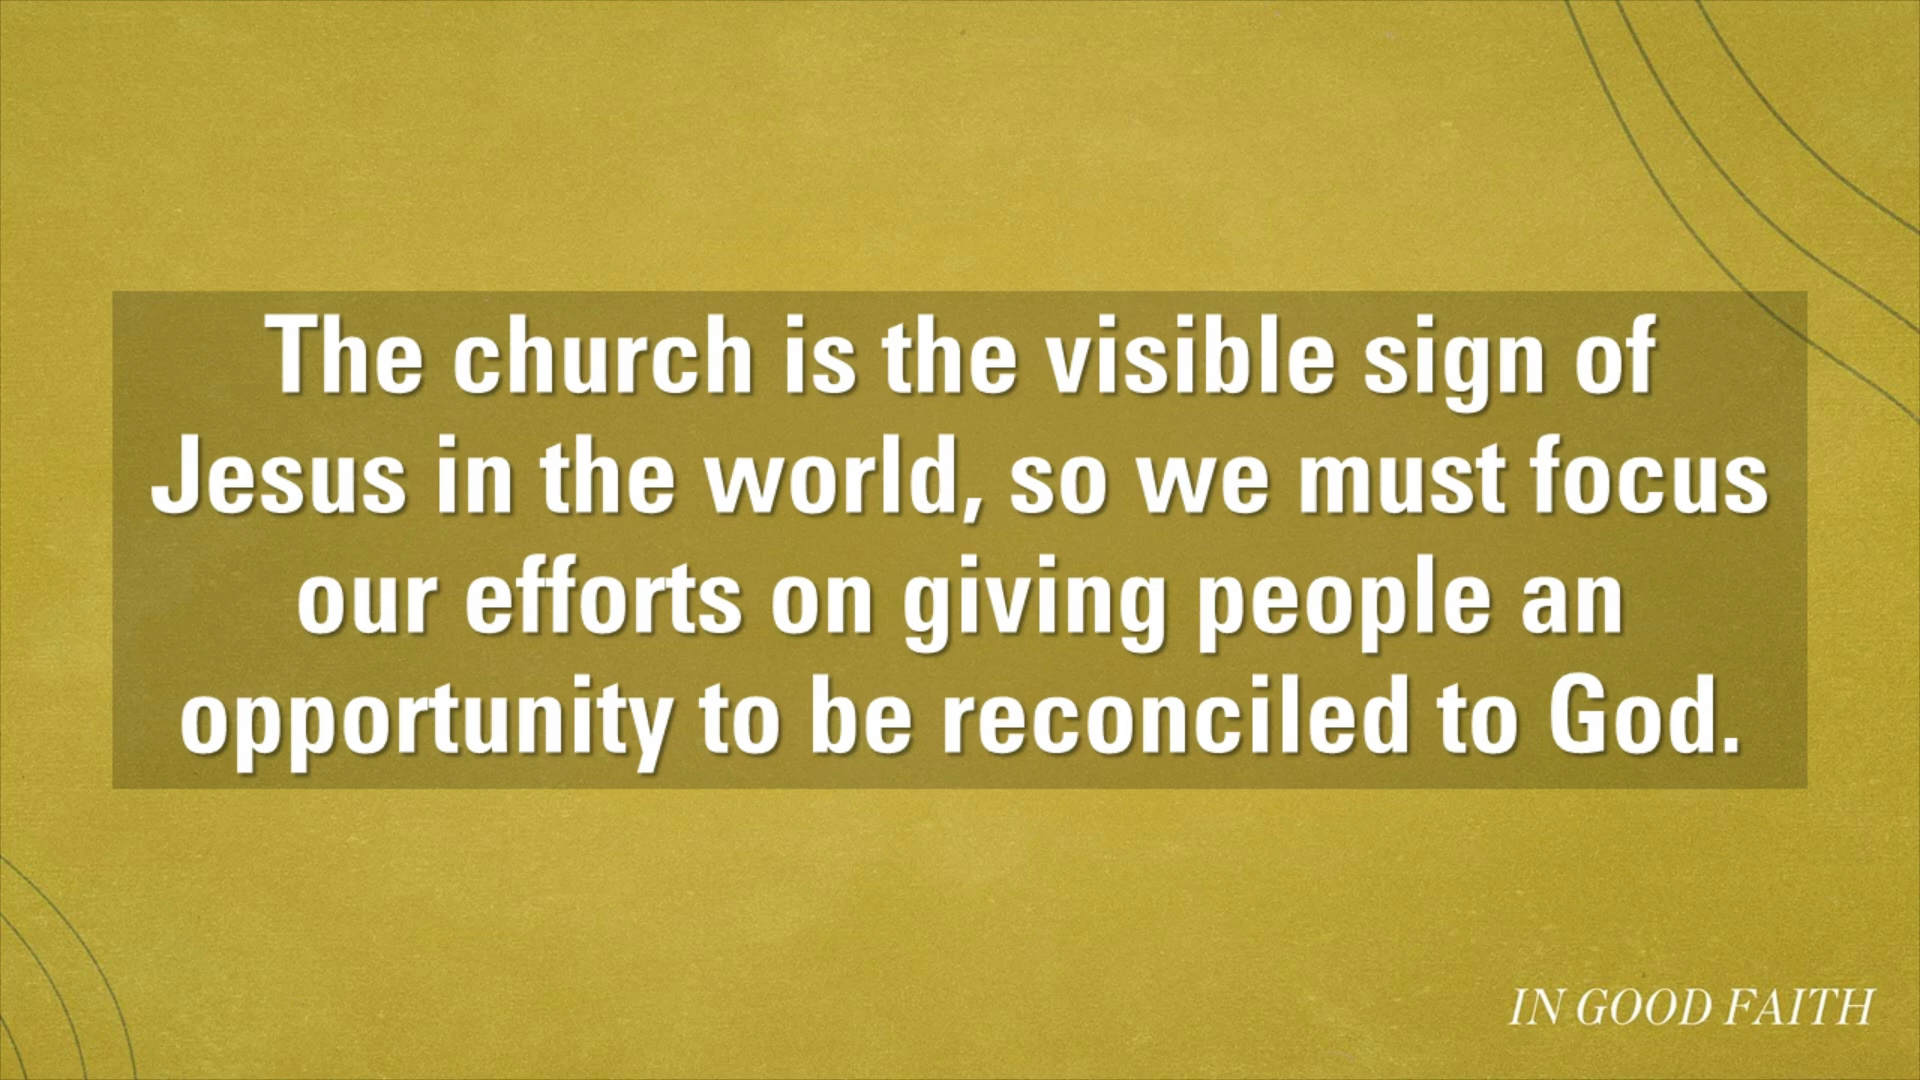 The church is the visible sign of
Jesus in the world, so we must focus
our efforts on giving people an
opportunity to be reconciled to God.
IN GOOD FAITH